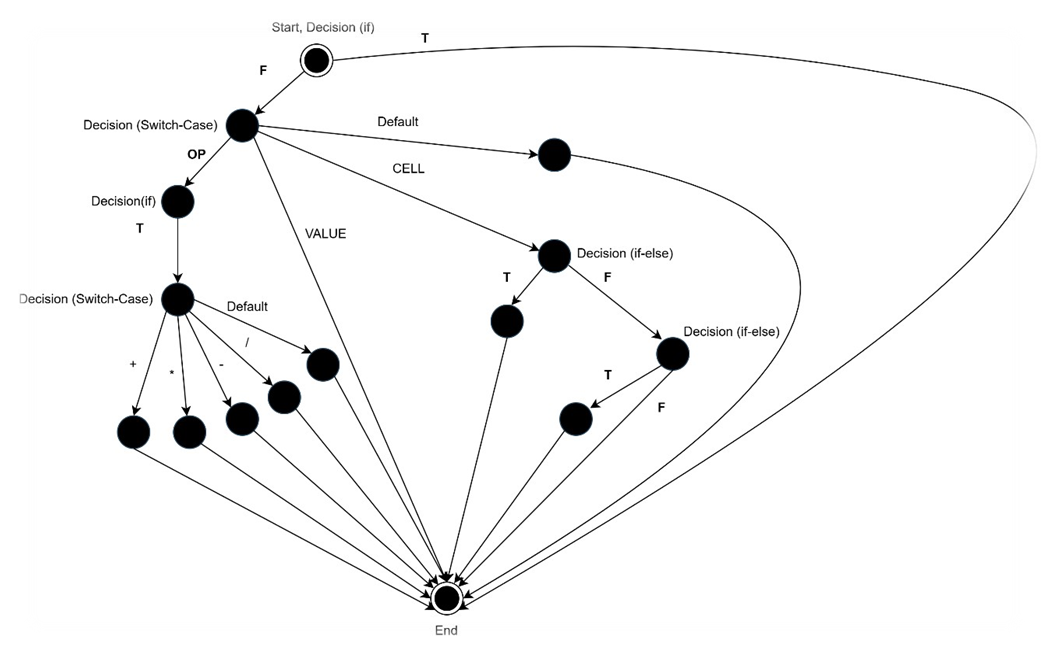 Start, Decision (if)
T
F
Decision (Switch-Case)
Default
OP
CELL
Decision(if)
T
VALUE
Decision (if-else)
T
F
Decision (Switch-Case)
Default
Decision (if-else)
+
*
-
/
T
F
End